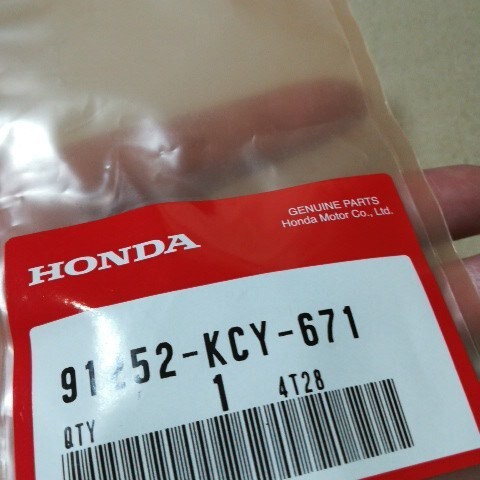 GENUINE PARTS
Honda Motor Co., Ltd.
HONDA
91252-KCY-671
1 4T28
QTY